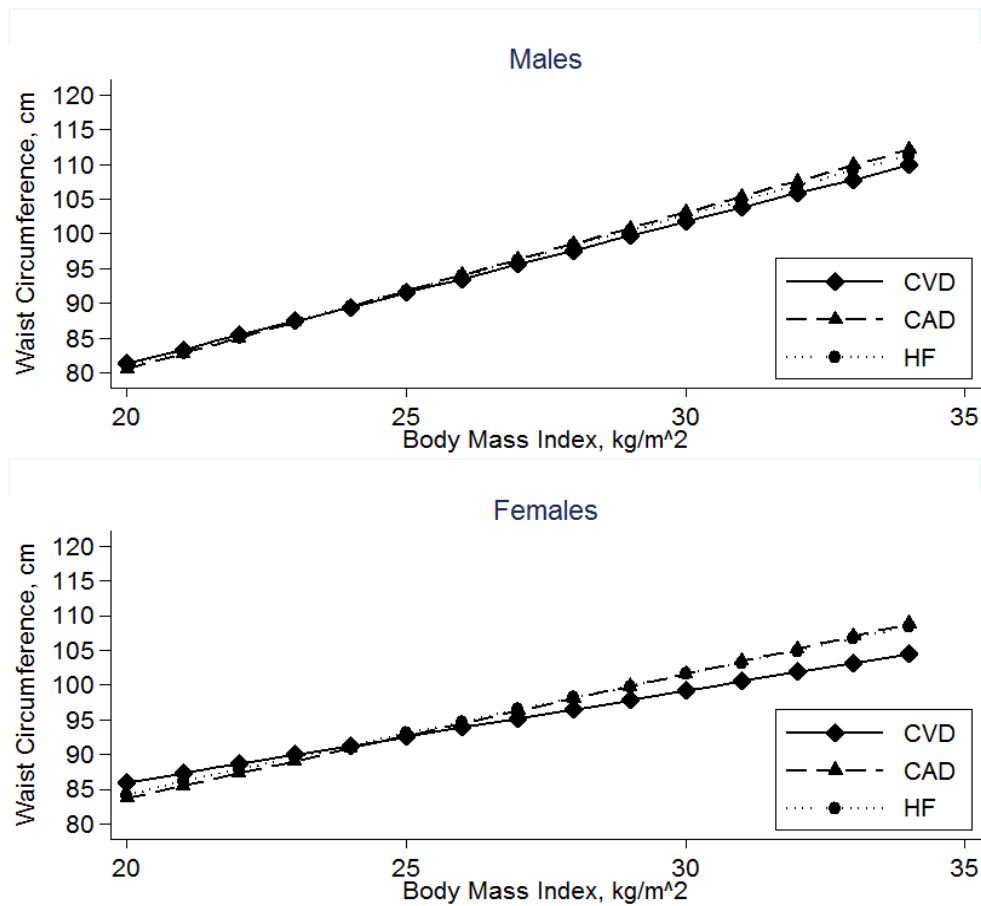 Males
Waist Circumference, cm
120
115
110
105
100
95
90
85
80
CVD
CAD
HF
20 25 30 35
Body Mass Index, kg/m^2
Females
Waist Circumference, cm
120
115
110
105
100
95
90
85
80
CVD
CAD
HF
20 25 30 35
Body Mass Index, kg/m^2